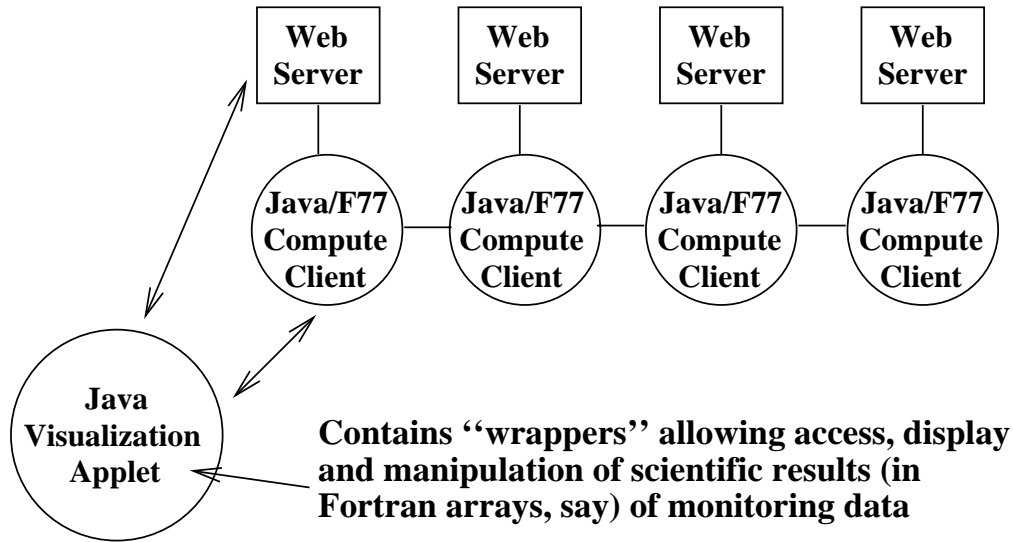 Web
Server
Web
Server
Web
Server
Web
Server
Java/F77
Compute
Client
Java/F77
Compute
Client
Java/F77
Compute
Client
Java/F77
Compute
Client
Java
Visualization
Applet
Contains ‘‘wrappers’’ allowing access, display
and manipulation of scientific results (in
Fortran arrays, say) of monitoring data